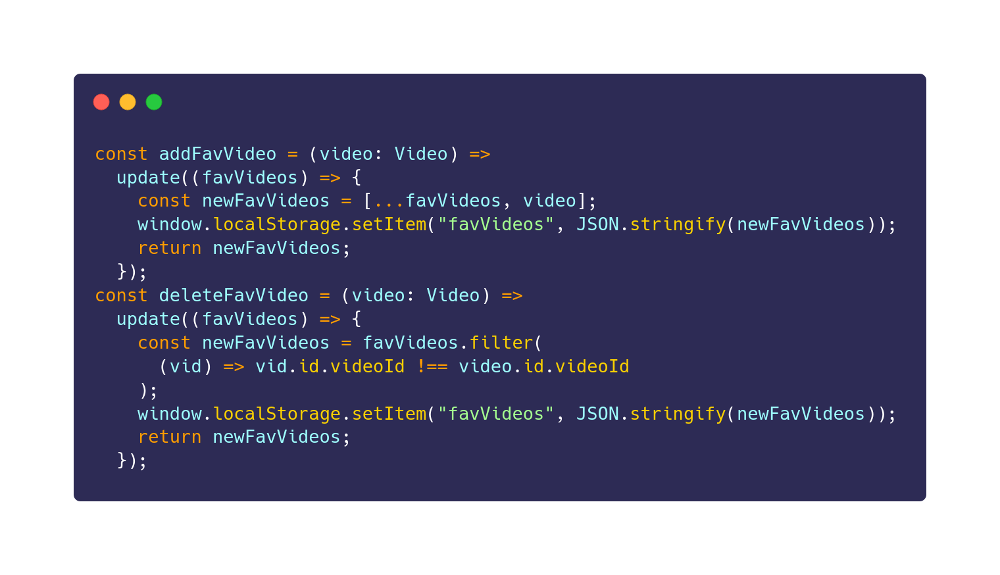 const addFavVideo = (video: Video) =>
  update((favVideos) => {
    const newFavVideos = [...favVideos, video];
    window.localStorage.setItem("favVideos", JSON.stringify(newFavVideos));
    return newFavVideos;
  });
const deleteFavVideo = (video: Video) =>
  update((favVideos) => {
    const newFavVideos = favVideos.filter(
      (vid) => vid.id.videoId !== video.id.videoId
    );
    window.localStorage.setItem("favVideos", JSON.stringify(newFavVideos));
    return newFavVideos;
  });